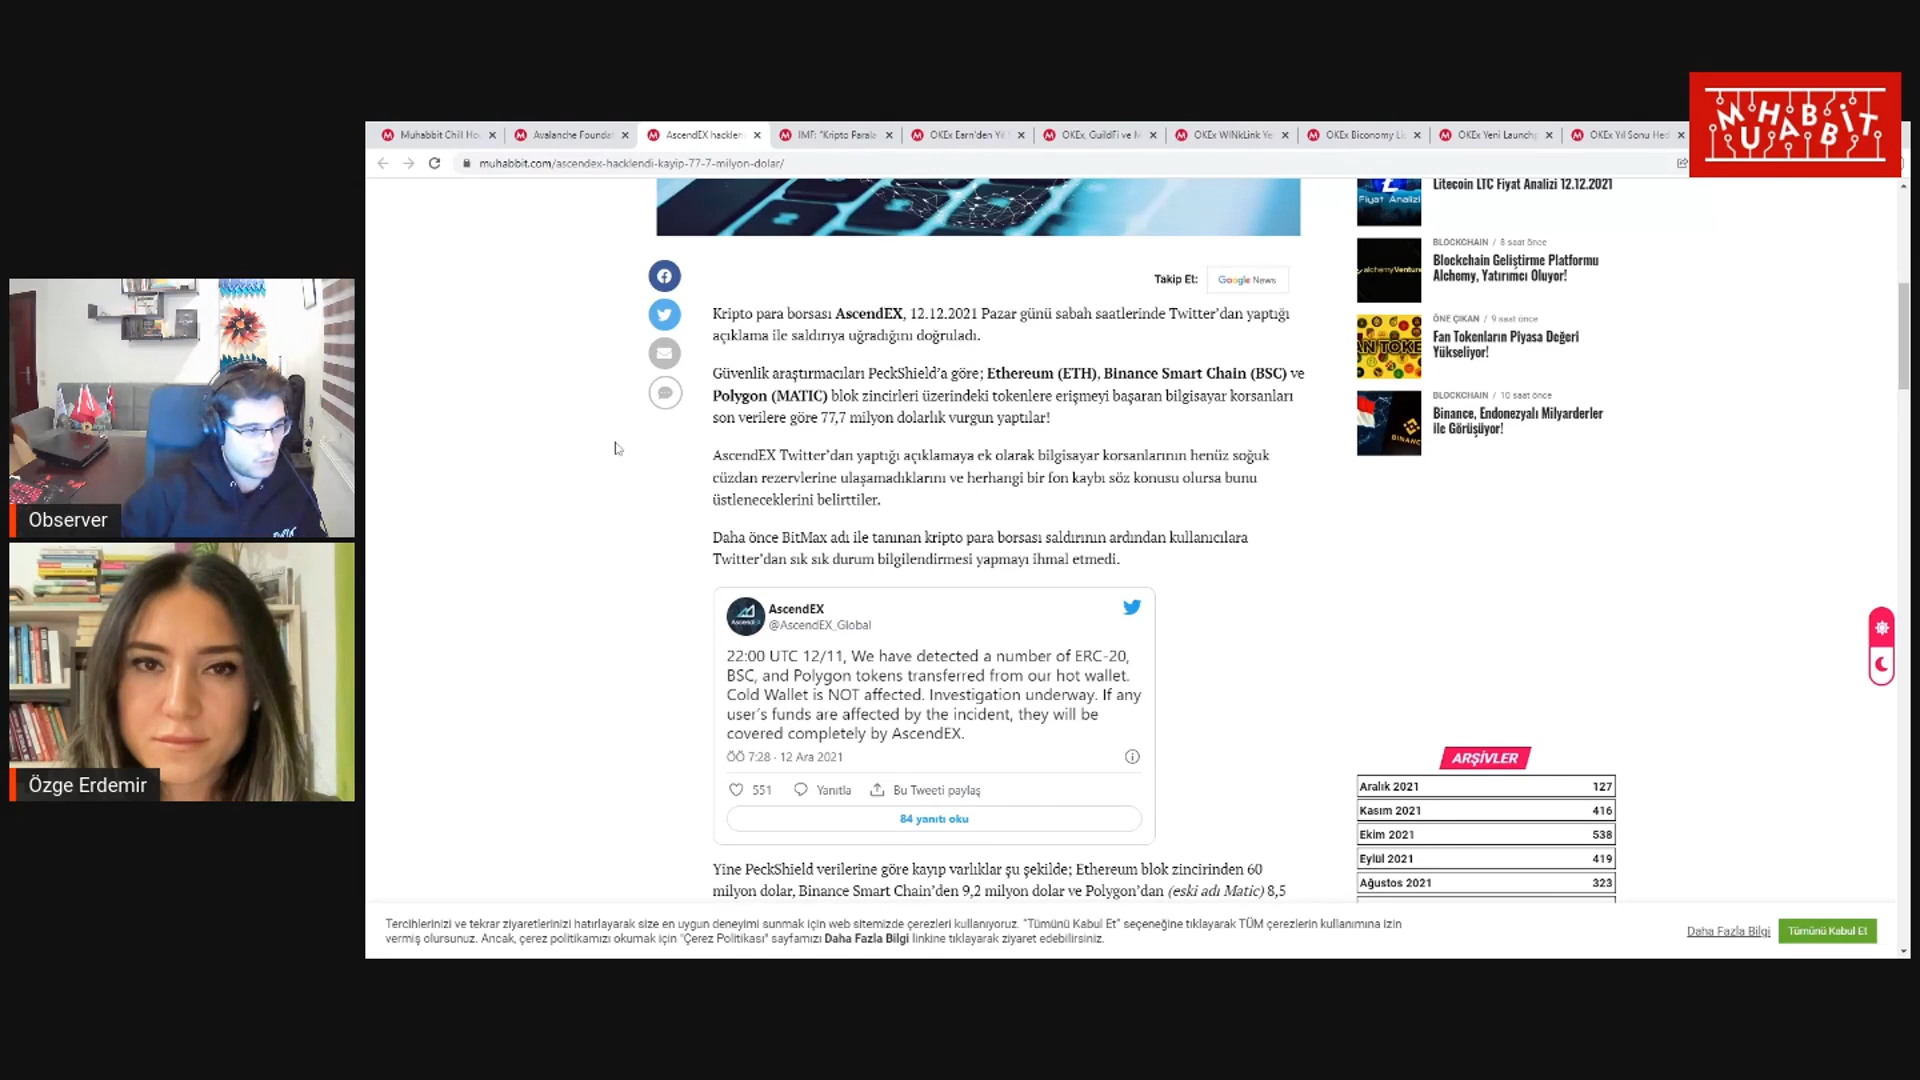 Muhabbit Chill Ho
Avalanche Foundat
AscendEX hacklen
IMF: "Kripto Parala
OKEx Earn'den Yıl
OKEx, GuildFi ve M
OKEx WINkLink Ye
OKEx Biconomy Li
OKEx Yeni Launchp
OKEx Yıl Sonu Hed
MUHABBIT
muhabbit.com/ascendex-hacklendi-kayip-77-7-milyon-dolar/
Fiyat Analizi
Litecoin LTC Fiyat Analizi 12.12.2021
alchemyVenture
BLOCKCHAIN / 8 saat önce
Blockchain Geliştirme Platformu
Alchemy, Yatırımcı Oluyor!
AN TOKE
ÖNE ÇIKAN / 9 saat önce
Fan Tokenların Piyasa Değeri
Yükseliyor!
BINANC
BLOCKCHAIN / 10 saat önce
Binance, Endonezyalı Milyarderler
ile Görüşüyor!
Takip Et:
Google News
Kripto para borsası AscendEX, 12.12.2021 Pazar günü sabah saatlerinde Twitter'dan yaptığı
açıklama ile saldırıya uğradığını doğruladı.
Güvenlik araştırmacıları PeckShield'a göre; Ethereum (ETH), Binance Smart Chain (BSC) ve
Polygon (MATIC) blok zincirleri üzerindeki tokenlere erişmeyi başaran bilgisayar korsanları
son verilere göre 77,7 milyon dolarlık vurgun yaptılar!
AscendEX Twitter'dan yaptığı açıklamaya ek olarak bilgisayar korsanlarının henüz soğuk
cüzdan rezervlerine ulaşamadıklarını ve herhangi bir fon kaybı söz konusu olursa bunu
üstleneceklerini belirttiler.
Daha önce BitMax adı ile tanınan kripto para borsası saldırının ardından kullanıcılara
Twitter'dan sık sık durum bilgilendirmesi yapmayı ihmal etmedi.
AscendEX
@AscendEX_Global
22:00 UTC 12/11, We have detected a number of ERC-20,
BSC, and Polygon tokens transferred from our hot wallet.
Cold Wallet is NOT affected. Investigation underway. If any
user's funds are affected by the incident, they will be
covered completely by AscendEX.
ÖÖ 7:28 · 12 Ara 2021
551 Yanıtla Bu Tweeti paylaş
84 yanıtı oku
Yine PeckShield verilerine göre kayıp varlıklar şu şekilde; Ethereum blok zincirinden 60
milyon dolar, Binance Smart Chain'den 9,2 milyon dolar ve Polygon'dan (eski adı Matic) 8,5
ARŞİVLER
Aralık 2021 127
Kasım 2021 416
Ekim 2021 538
Eylül 2021 419
Ağustos 2021 323
Tercihlerinizi ve tekrar ziyaretlerinizi hatırlayarak size en uygun deneyimi sunmak için web sitemizde çerezleri kullanıyoruz. "Tümünü Kabul Et" seçeneğine tıklayarak TÜM çerezlerin kullanımına izin
vermiş olursunuz. Ancak, çerez politikamızı okumak için "Çerez Politikası" sayfamızı Daha Fazla Bilgi linkine tıklayarak ziyaret edebilirsiniz.
Daha Fazla Bilgi
Tümünü Kabul Et
Observer
Özge Erdemir